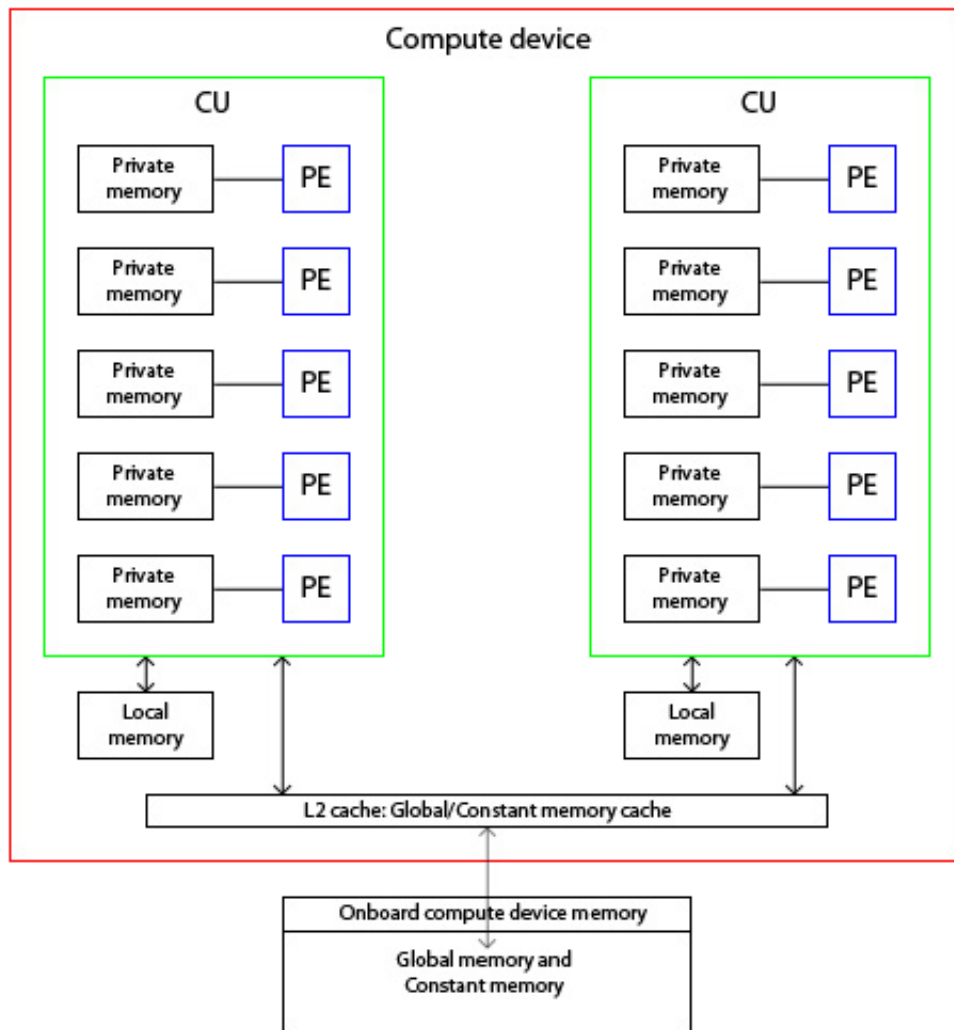 Compute device
CU
Private
memory
PE
Private
memory
PE
Private
memory
PE
Private
memory
PE
Private
memory
PE
Local
memory
CU
Private
memory
PE
Private
memory
PE
Private
memory
PE
Private
memory
PE
Private
memory
PE
Local
memory
L2 cache: Global/Constant memory cache
Onboard compute device memory
Global memory and
Constant memory